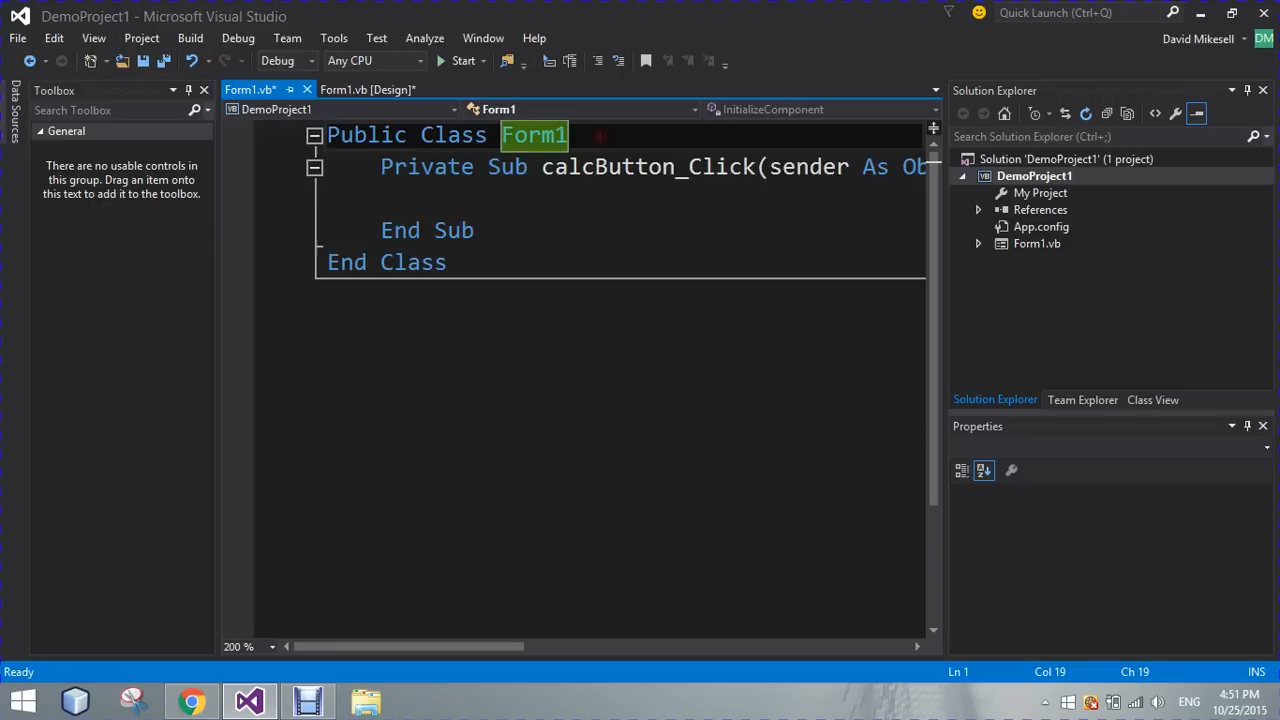 DemoProject1 - Microsoft Visual Studio
Quick Launch (Ctrl+Q)
File Edit View Project Build Debug Team Tools Test Analyze Window Help
David Mikesell DM
Debug Any CPU Start
Data Sources
Toolbox
Search Toolbox
General
There are no usable controls in
this group. Drag an item onto
this text to add it to the toolbox.
Form1.vb* Form1.vb [Design]*
VB DemoProject1 Form1 InitializeComponent
Public Class Form1
Private Sub calcButton_Click(sender As Ob
End Sub
End Class
200 %
Solution Explorer
Search Solution Explorer (Ctrl+;)
Solution 'DemoProject1' (1 project)
VB DemoProject1
My Project
References
App.config
Form1.vb
Solution Explorer Team Explorer Class View
Properties
Ready Ln 1 Col 19 Ch 19 INS
ENG 4:51 PM
10/25/2015